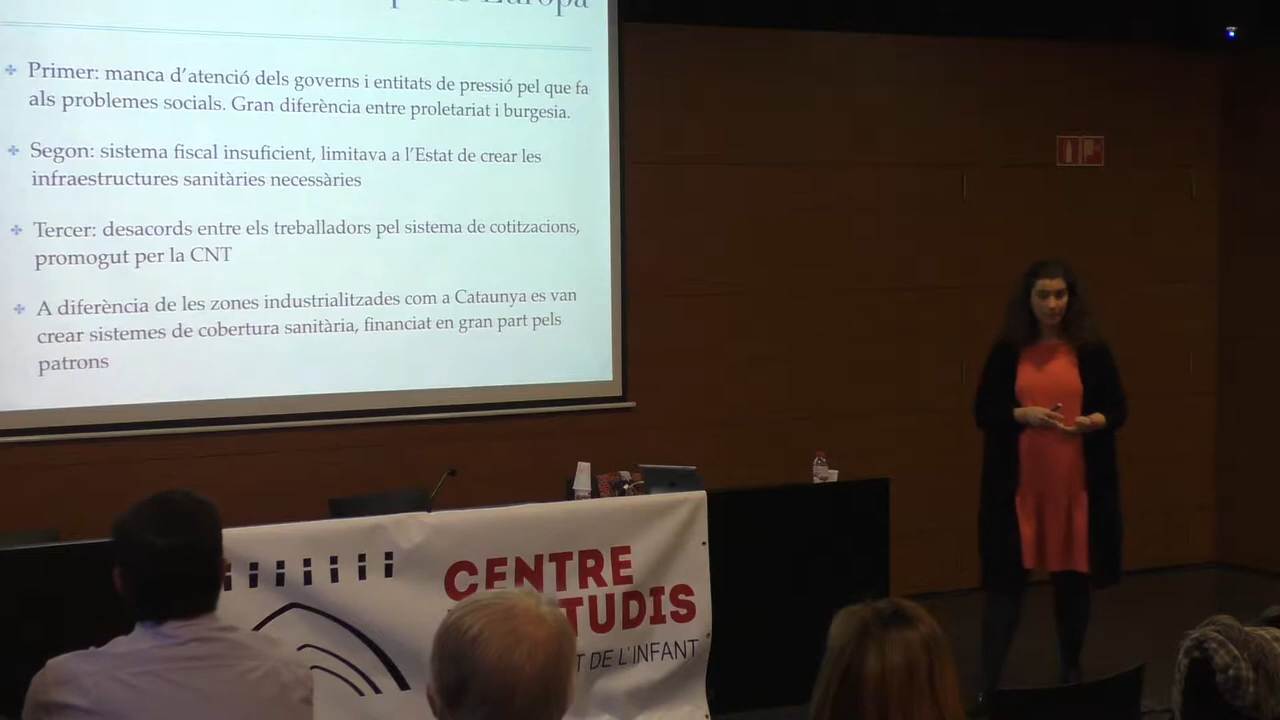 Europa
Primer: manca d'atenció dels governs i entitats de pressió pel que fa
als problemes socials. Gran diferència entre proletariat i burgesia.
Segon: sistema fiscal insuficient, limitava a l'Estat de crear les
infraestructures sanitàries necessàries
Tercer: desacords entre els treballadors pel sistema de cotitzacions,
promogut per la CNT
A diferència de les zones industrialitzades com a Cataunya es van
crear sistemes de cobertura sanitària, financiat en gran part pels
patrons
CENTRE
TUDIS
T DE L'INFANT